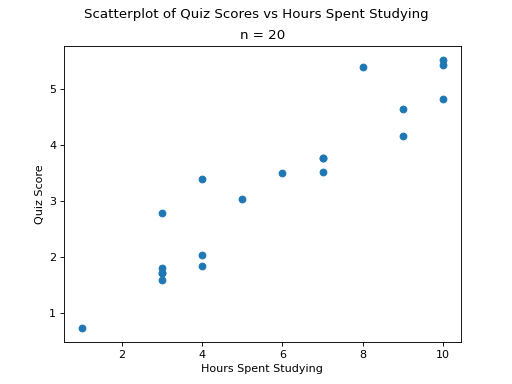 Scatterplot of Quiz Scores vs Hours Spent Studying
n = 20
5
4
3
2
1
Quiz Score
2 4 6 8 10
Hours Spent Studying